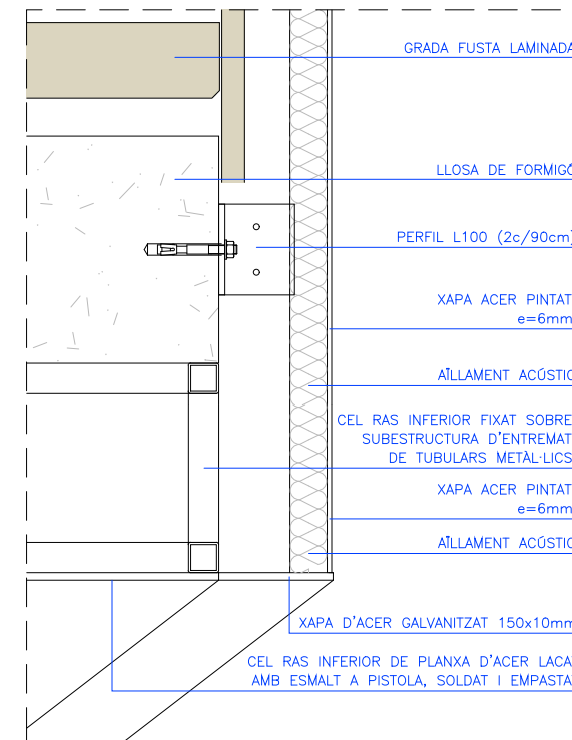 GRADA FUSTA LAMINADA
LLOSA DE FORMIGÓ
PERFIL L100 (2c/90cm)
XAPA ACER PINTAT
e=6mm
AÏLLAMENT ACÚSTIC
CEL RAS INFERIOR FIXAT SOBRE
SUBESTRUCTURA D'ENTREMAT
DE TUBULARS METÀL·LICS
XAPA ACER PINTAT
e=6mm
AÏLLAMENT ACÚSTIC
XAPA D'ACER GALVANITZAT 150x10mm
CEL RAS INFERIOR DE PLANXA D'ACER LACAT
AMB ESMALT A PISTOLA, SOLDAT I EMPASTAT